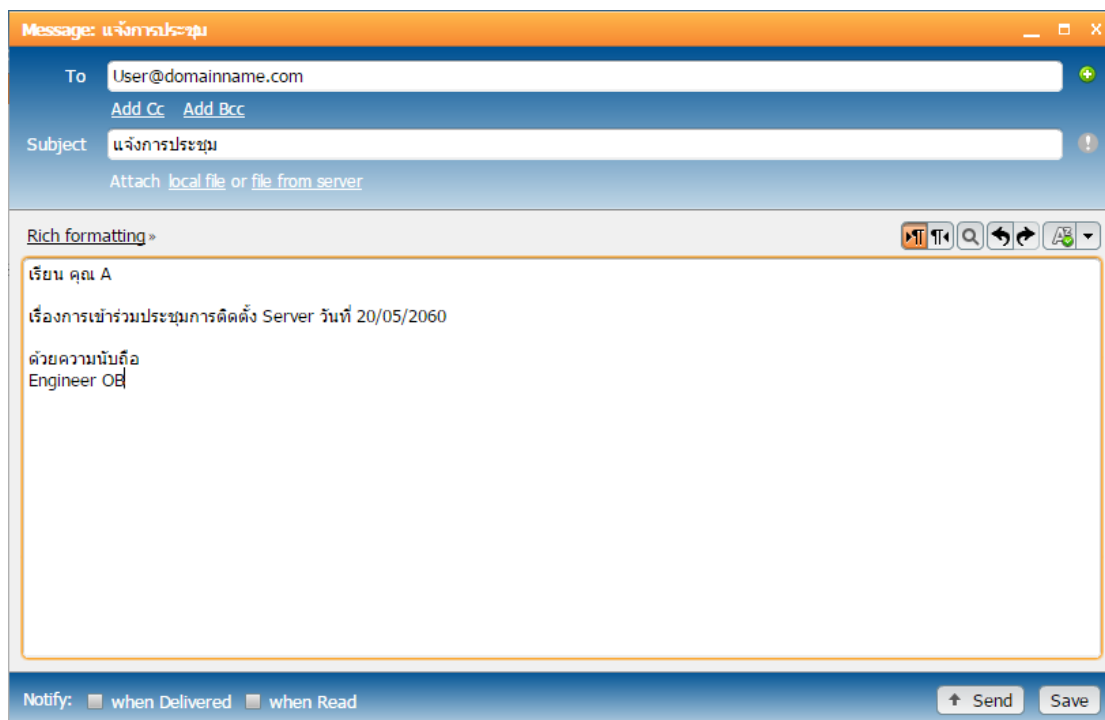 Message: แจ้งการประชุม
To User@domainname.com
Add Cc Add Bcc
Subject แจ้งการประชุม
Attach local file or file from server
Rich formatting »
เรียน คุณ A
เรื่องการเข้าร่วมประชุมการติดตั้ง Server วันที่ 20/05/2060
ด้วยความนับถือ
Engineer OB
Notify: when Delivered when Read Send Save